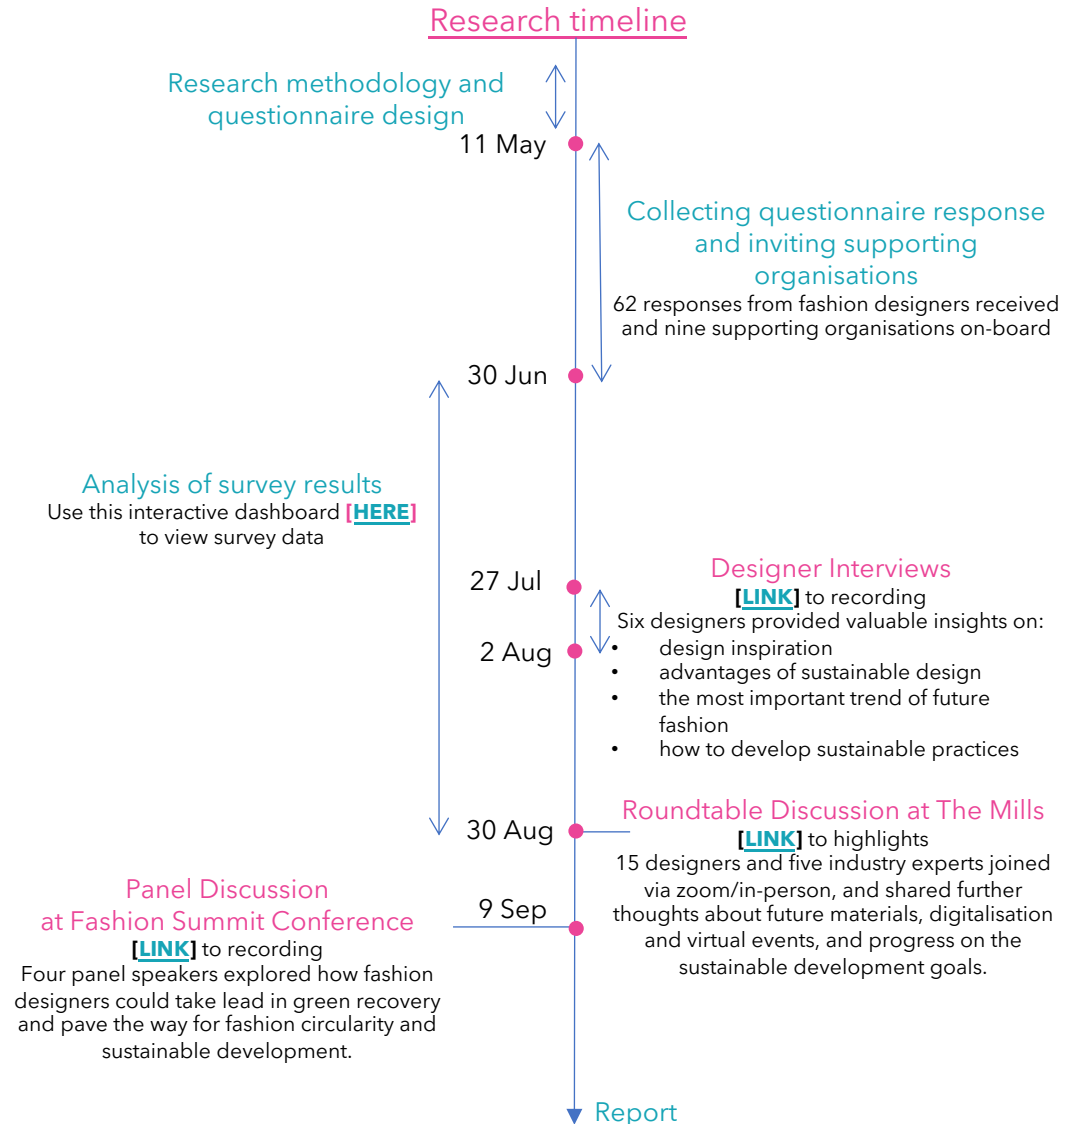 Research timeline
Research methodology and
questionnaire design
11 May
Collecting questionnaire response
and inviting supporting
organisations
62 responses from fashion designers received
and nine supporting organisations on-board
30 Jun
Analysis of survey results
Use this interactive dashboard [HERE]
to view survey data
27 Jul
Designer Interviews
[LINK] to recording
Six designers provided valuable insights on:
• design inspiration
• advantages of sustainable design
• the most important trend of future
fashion
• how to develop sustainable practices
2 Aug
30 Aug
Roundtable Discussion at The Mills
[LINK] to highlights
15 designers and five industry experts joined
via zoom/in-person, and shared further
thoughts about future materials, digitalisation
and virtual events, and progress on the
sustainable development goals.
Panel Discussion
at Fashion Summit Conference
9 Sep
[LINK] to recording
Four panel speakers explored how fashion
designers could take lead in green recovery
and pave the way for fashion circularity and
sustainable development.
Report